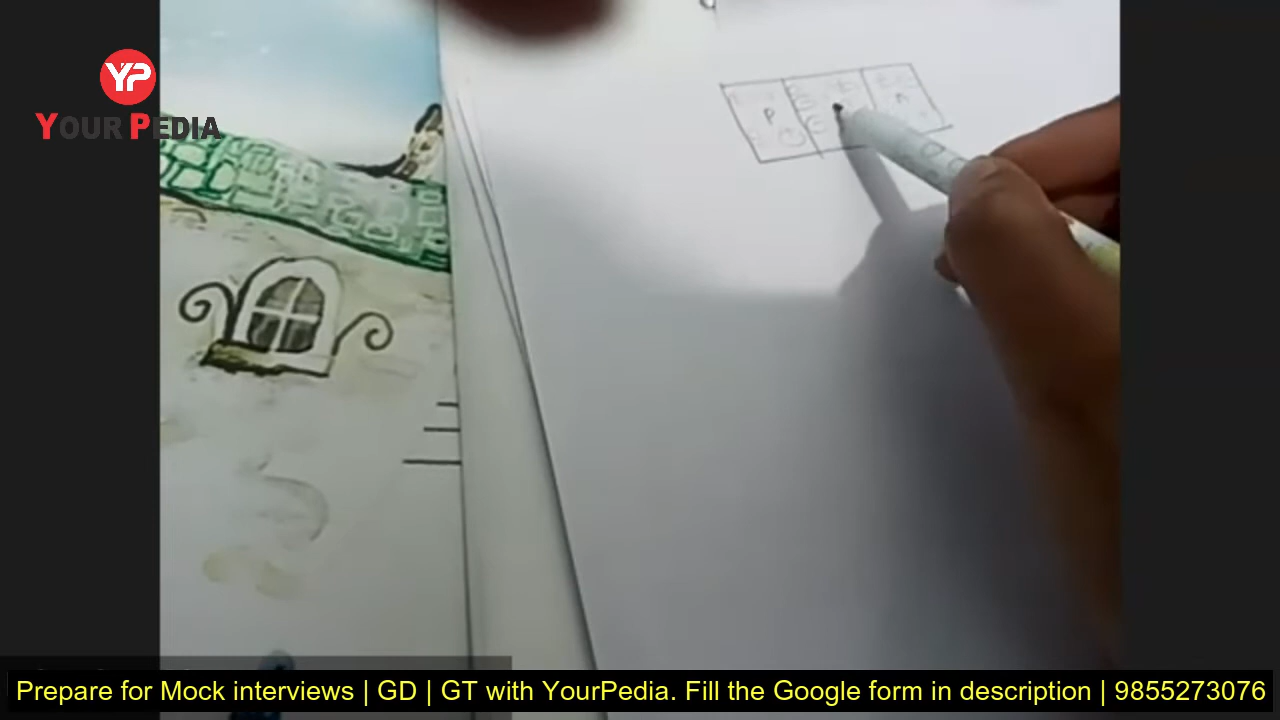 YP
YOUR PEDIA
P
n
Prepare for Mock interviews | GD | GT with YourPedia. Fill the Google form in description | 9855273076